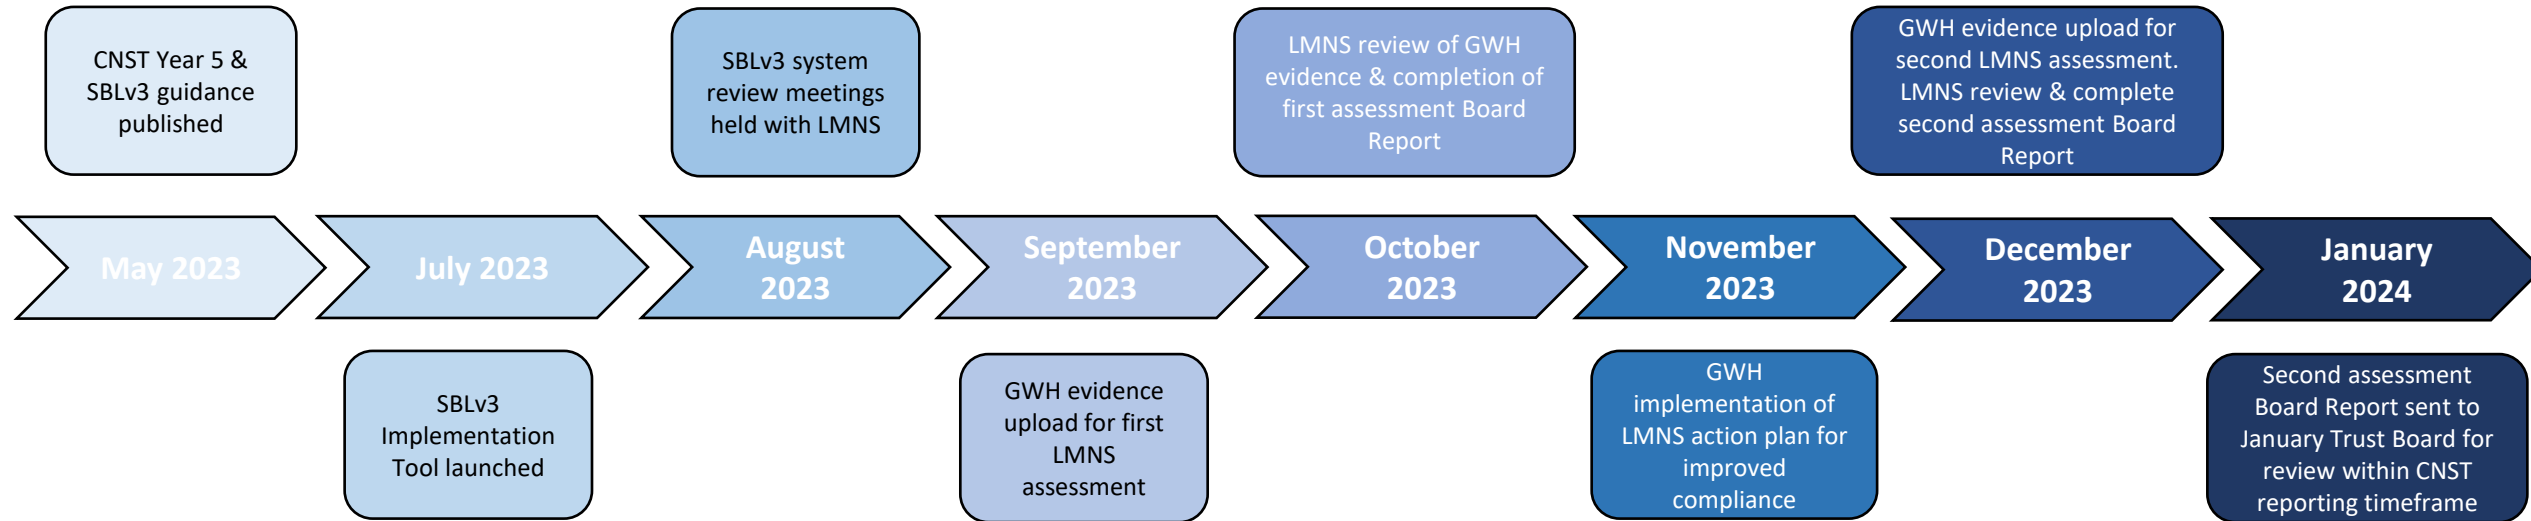 CNST Year 5 &
SBLv3 guidance
published
SBLv3 system
review meetings
held with LMNS
LMNS review of GWH
evidence & completion of
first assessment Board
Report
GWH evidence upload for
second LMNS assessment.
LMNS review & complete
second assessment Board
Report
May 2023
July 2023
August
2023
September
2023
October
2023
November
2023
December
2023
January
2024
SBLv3
Implementation
Tool launched
GWH evidence
upload for first
LMNS
assessment
GWH
implementation of
LMNS action plan for
improved
compliance
Second assessment
Board Report sent to
January Trust Board for
review within CNST
reporting timeframe